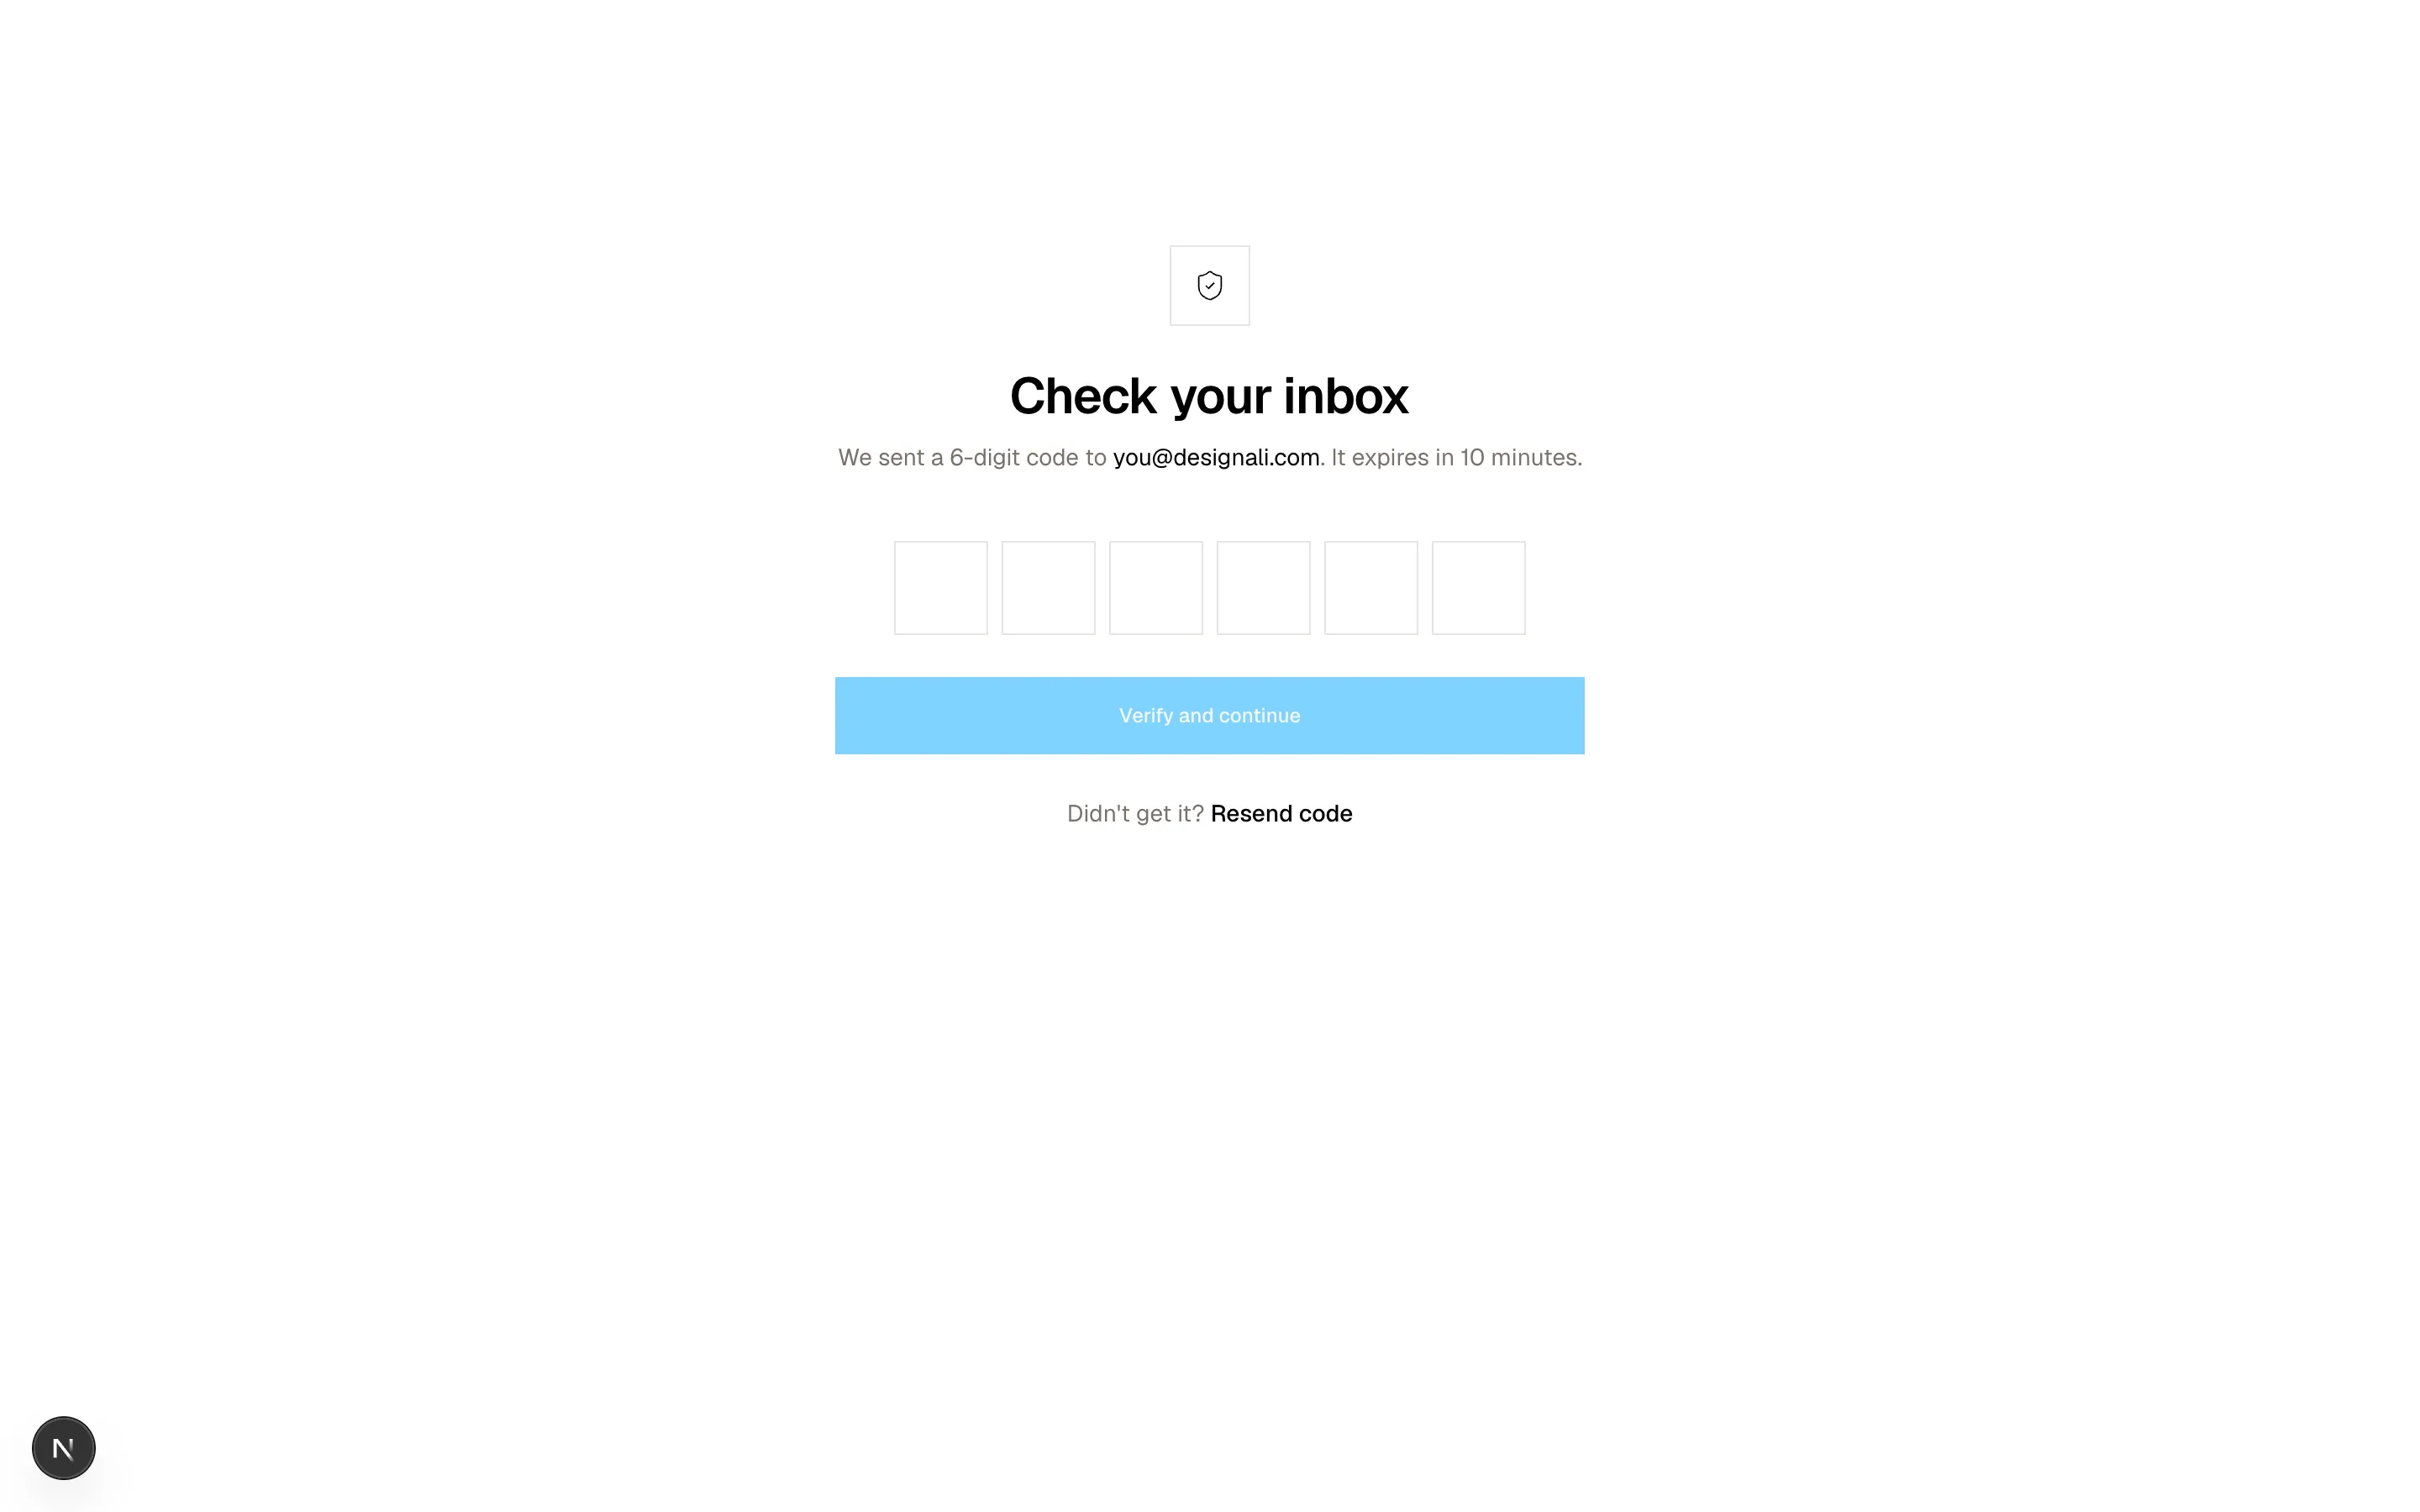 Check your inbox
We sent a 6-digit code to you@designali.com. It expires in 10 minutes.
Verify and continue
Didn't get it? Resend code
N